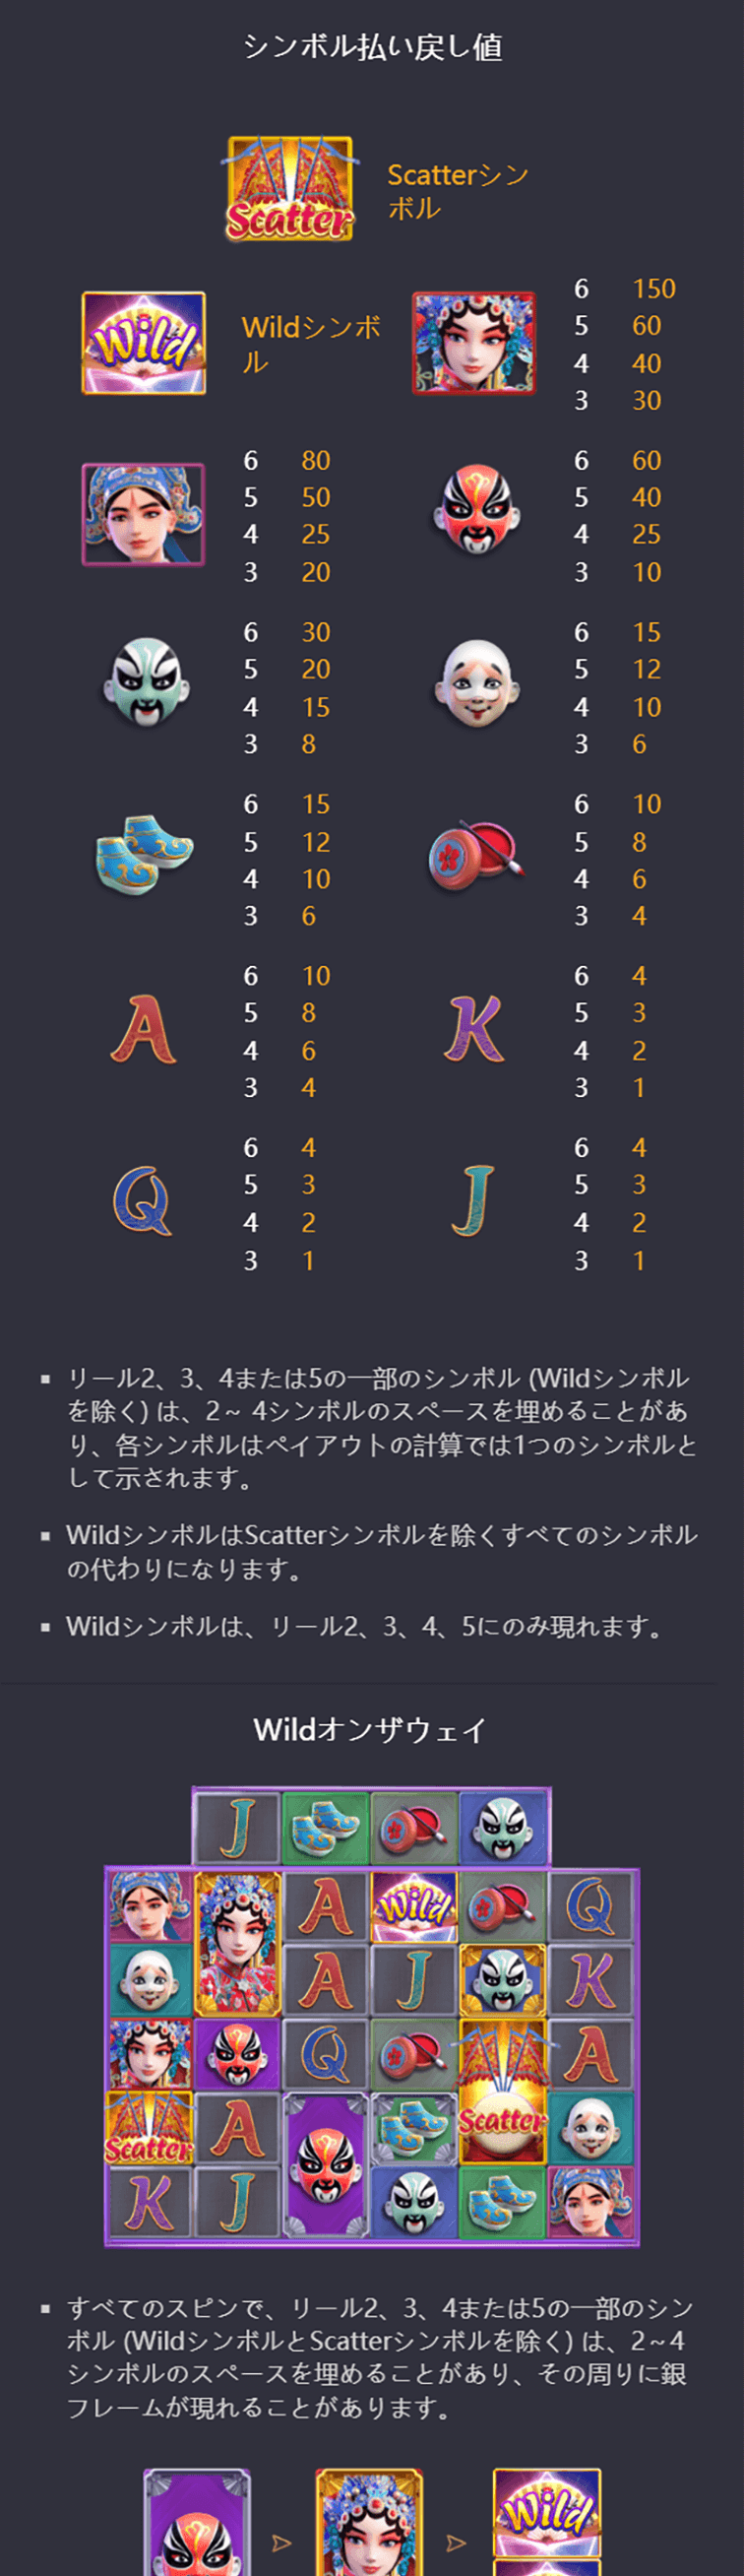 シンボル払い戻し値
Scatter
Scatterシン
ボル
Wild
Wildシンボ
ル
6 150
5 60
4 40
3 30
6 80
5 50
4 25
3 20
6 60
5 40
4 25
3 10
6 30
5 20
4 15
3 8
6 15
5 12
4 10
3 6
6 15
5 12
4 10
3 6
6 10
5 8
4 6
3 4
A
6 10
5 8
4 6
3 4
K
6 4
5 3
4 2
3 1
Q
6 4
5 3
4 2
3 1
J
6 4
5 3
4 2
3 1
▪ リール2、3、4または5の一部のシンボル (Wildシンボル
を除く) は、2~ 4シンボルのスペースを埋めることがあ
り、各シンボルはペイアウトの計算では1つのシンボルと
して示されます。
▪ WildシンボルはScatterシンボルを除くすべてのシンボル
の代わりになります。
▪ Wildシンボルは、リール2、3、4、5にのみ現れます。
Wildオンザウェイ
J
A Wild Q
A J K
Q A
Scatter A Scatter
K J
▪ すべてのスピンで、リール2、3、4または5の一部のシン
ボル (WildシンボルとScatterシンボルを除く) は、2~4
シンボルのスペースを埋めることがあり、その周りに銀
フレームが現れることがあります。
Wild